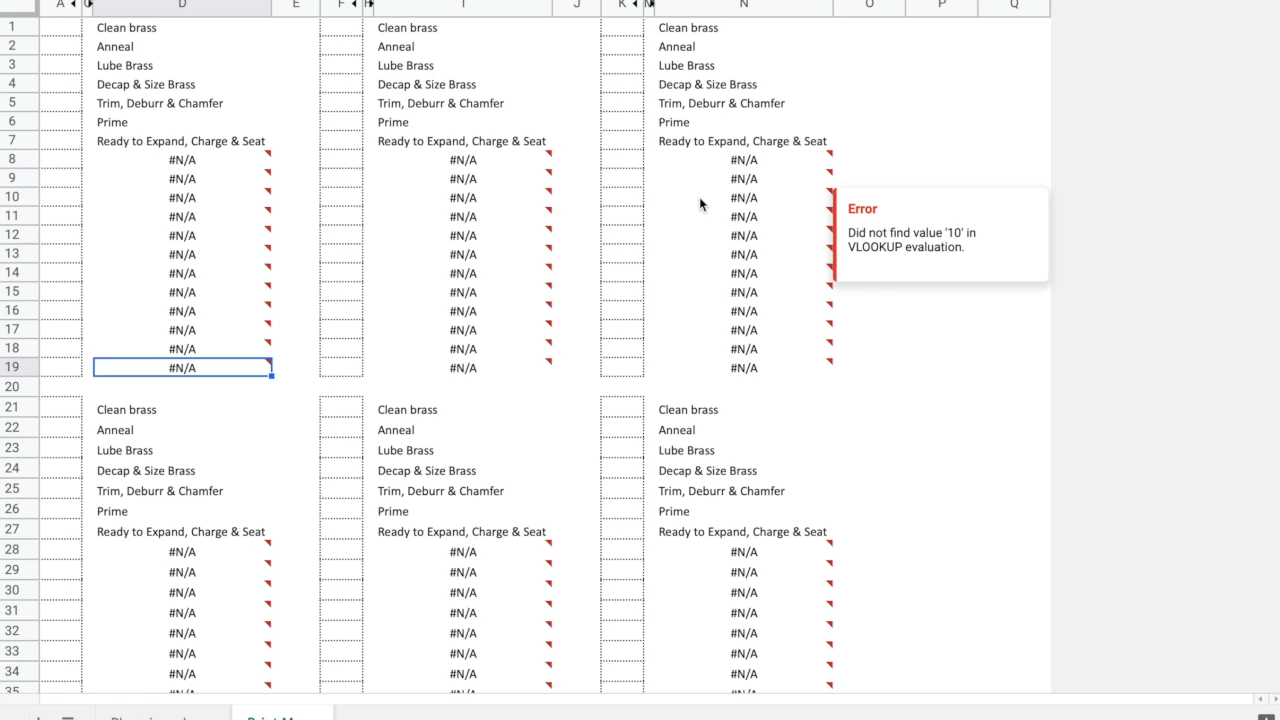 A D E F I J K N O P Q
1 Clean brass Clean brass Clean brass
2 Anneal Anneal Anneal
3 Lube Brass Lube Brass Lube Brass
4 Decap & Size Brass Decap & Size Brass Decap & Size Brass
5 Trim, Deburr & Chamfer Trim, Deburr & Chamfer Trim, Deburr & Chamfer
6 Prime Prime Prime
7 Ready to Expand, Charge & Seat Ready to Expand, Charge & Seat Ready to Expand, Charge & Seat
8 #N/A #N/A #N/A
9 #N/A #N/A #N/A
10 #N/A #N/A #N/A
11 #N/A #N/A #N/A
12 #N/A #N/A #N/A
13 #N/A #N/A #N/A
14 #N/A #N/A #N/A
15 #N/A #N/A #N/A
16 #N/A #N/A #N/A
17 #N/A #N/A #N/A
18 #N/A #N/A #N/A
19 #N/A #N/A #N/A
Error
Did not find value '10' in
VLOOKUP evaluation.
20
21 Clean brass Clean brass Clean brass
22 Anneal Anneal Anneal
23 Lube Brass Lube Brass Lube Brass
24 Decap & Size Brass Decap & Size Brass Decap & Size Brass
25 Trim, Deburr & Chamfer Trim, Deburr & Chamfer Trim, Deburr & Chamfer
26 Prime Prime Prime
27 Ready to Expand, Charge & Seat Ready to Expand, Charge & Seat Ready to Expand, Charge & Seat
28 #N/A #N/A #N/A
29 #N/A #N/A #N/A
30 #N/A #N/A #N/A
31 #N/A #N/A #N/A
32 #N/A #N/A #N/A
33 #N/A #N/A #N/A
34 #N/A #N/A #N/A
35 #N/A #N/A #N/A